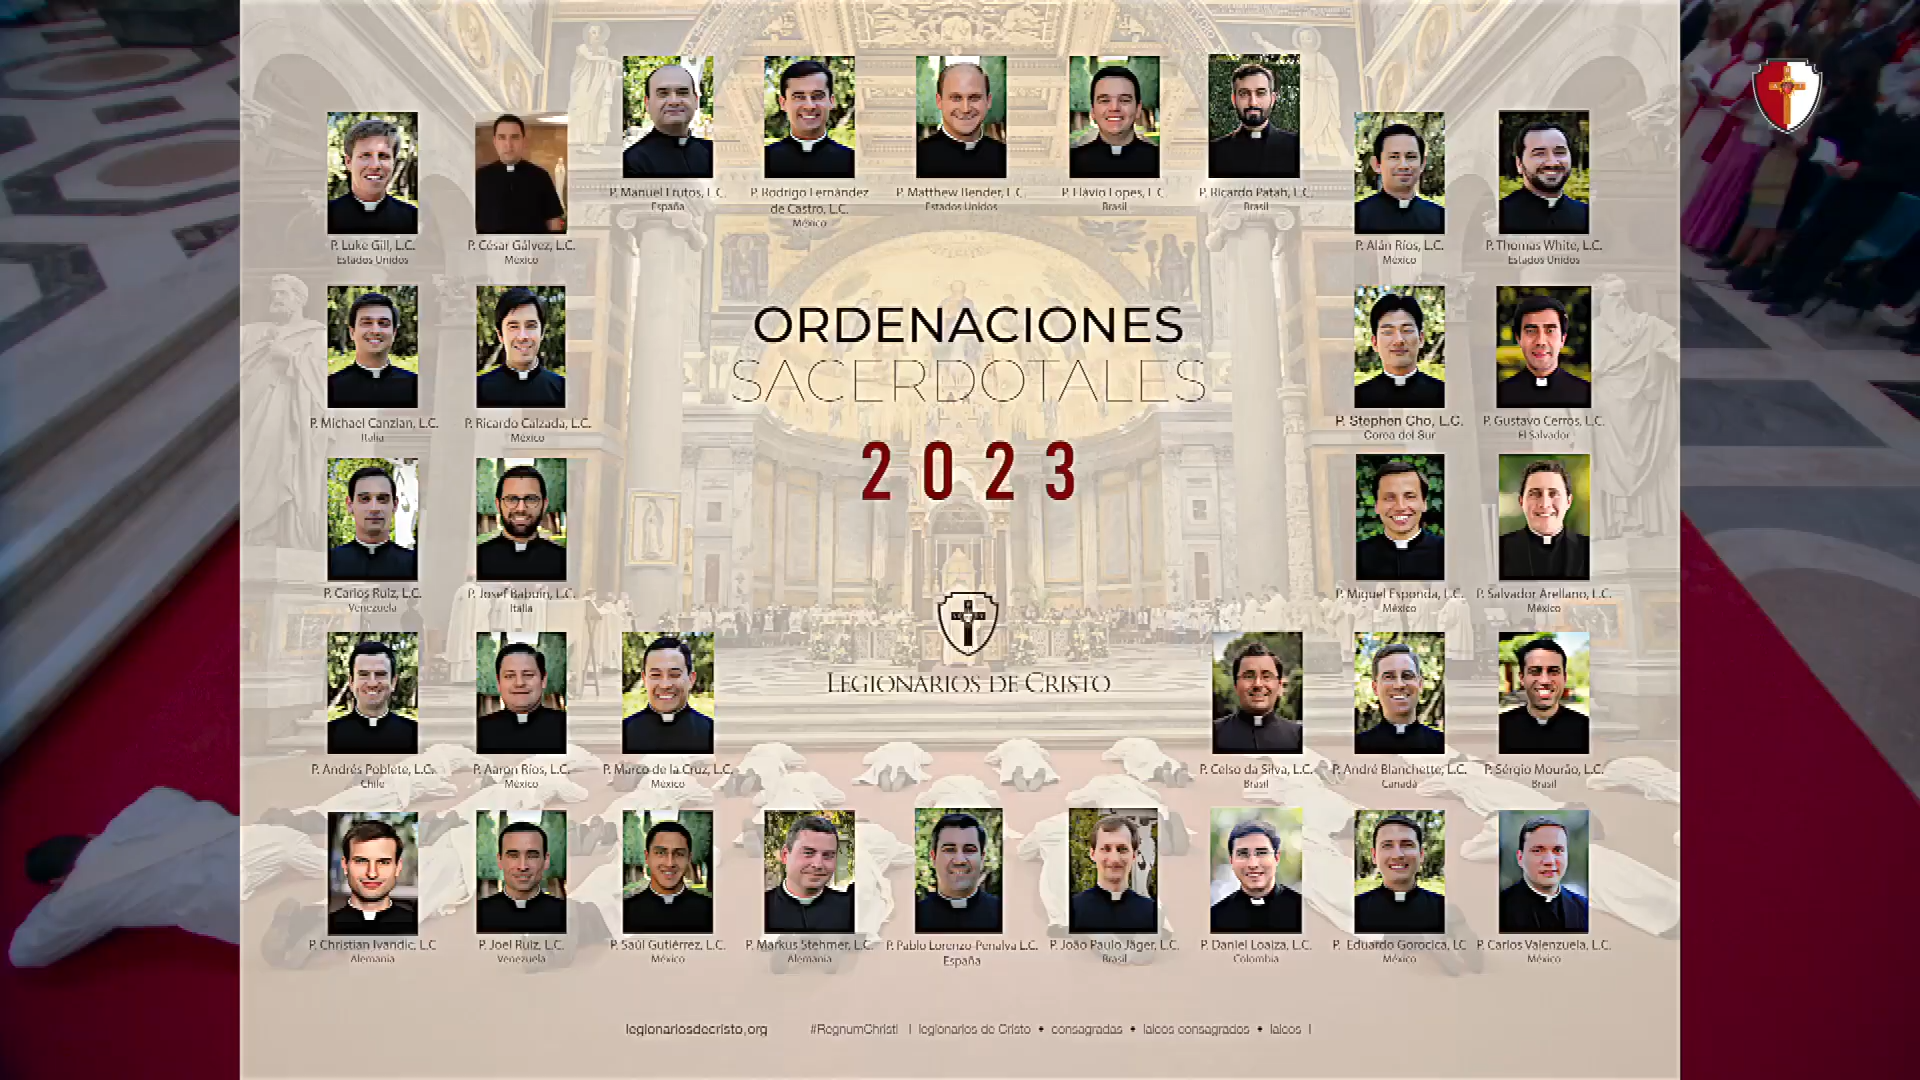 P. Manuel Frutos, L.C.
España
P. Rodrigo Fernández
de Castro, L.C.
México
P. Matthew Bender, L.C.
Estados Unidos
P. Flávio Lopes, L.C.
Brasil
P. Ricardo Patah, L.C.
Brasil
P. Luke Gill, L.C.
Estados Unidos
P. César Gálvez, L.C.
México
P. Alán Ríos, L.C.
México
P. Thomas White, L.C.
Estados Unidos
ORDENACIONES
SACERDOTALES
2023
P. Michael Canzian, L.C.
Italia
P. Ricardo Calzada, L.C.
México
P. Stephen Cho, L.C.
Corea del Sur
P. Gustavo Cerros, L.C.
El Salvador
P. Carlos Ruiz, L.C.
Venezuela
P. Josef Babuin, L.C.
Italia
P. Miguel Esponda, L.C.
México
P. Salvador Arellano, L.C.
México
LEGIONARIOS DE CRISTO
P. Andrés Poblete, L.C.
Chile
P. Aaron Ríos, L.C.
México
P. Marco de la Cruz, L.C.
México
P. Celso da Silva, L.C.
Brasil
P. André Blanchette, L.C.
Canadá
P. Sérgio Mourão, L.C.
Brasil
P. Christian Ivandic, L.C
Alemania
P. Joel Ruiz, L.C.
Venezuela
P. Saúl Gutiérrez, L.C.
México
P. Markus Stehmer, L.C.
Alemania
P. Pablo Lorenzo-Penalva L.C.
España
P. João Paulo Jäger, L.C.
Brasil
P. Daniel Loaiza, L.C.
Colombia
P. Eduardo Gorocica, LC
México
P. Carlos Valenzuela, L.C.
México
legionariosdecristo.org #RegnumChristi | legionarios de Cristo • consagradas • laicos consagrados • laicos |